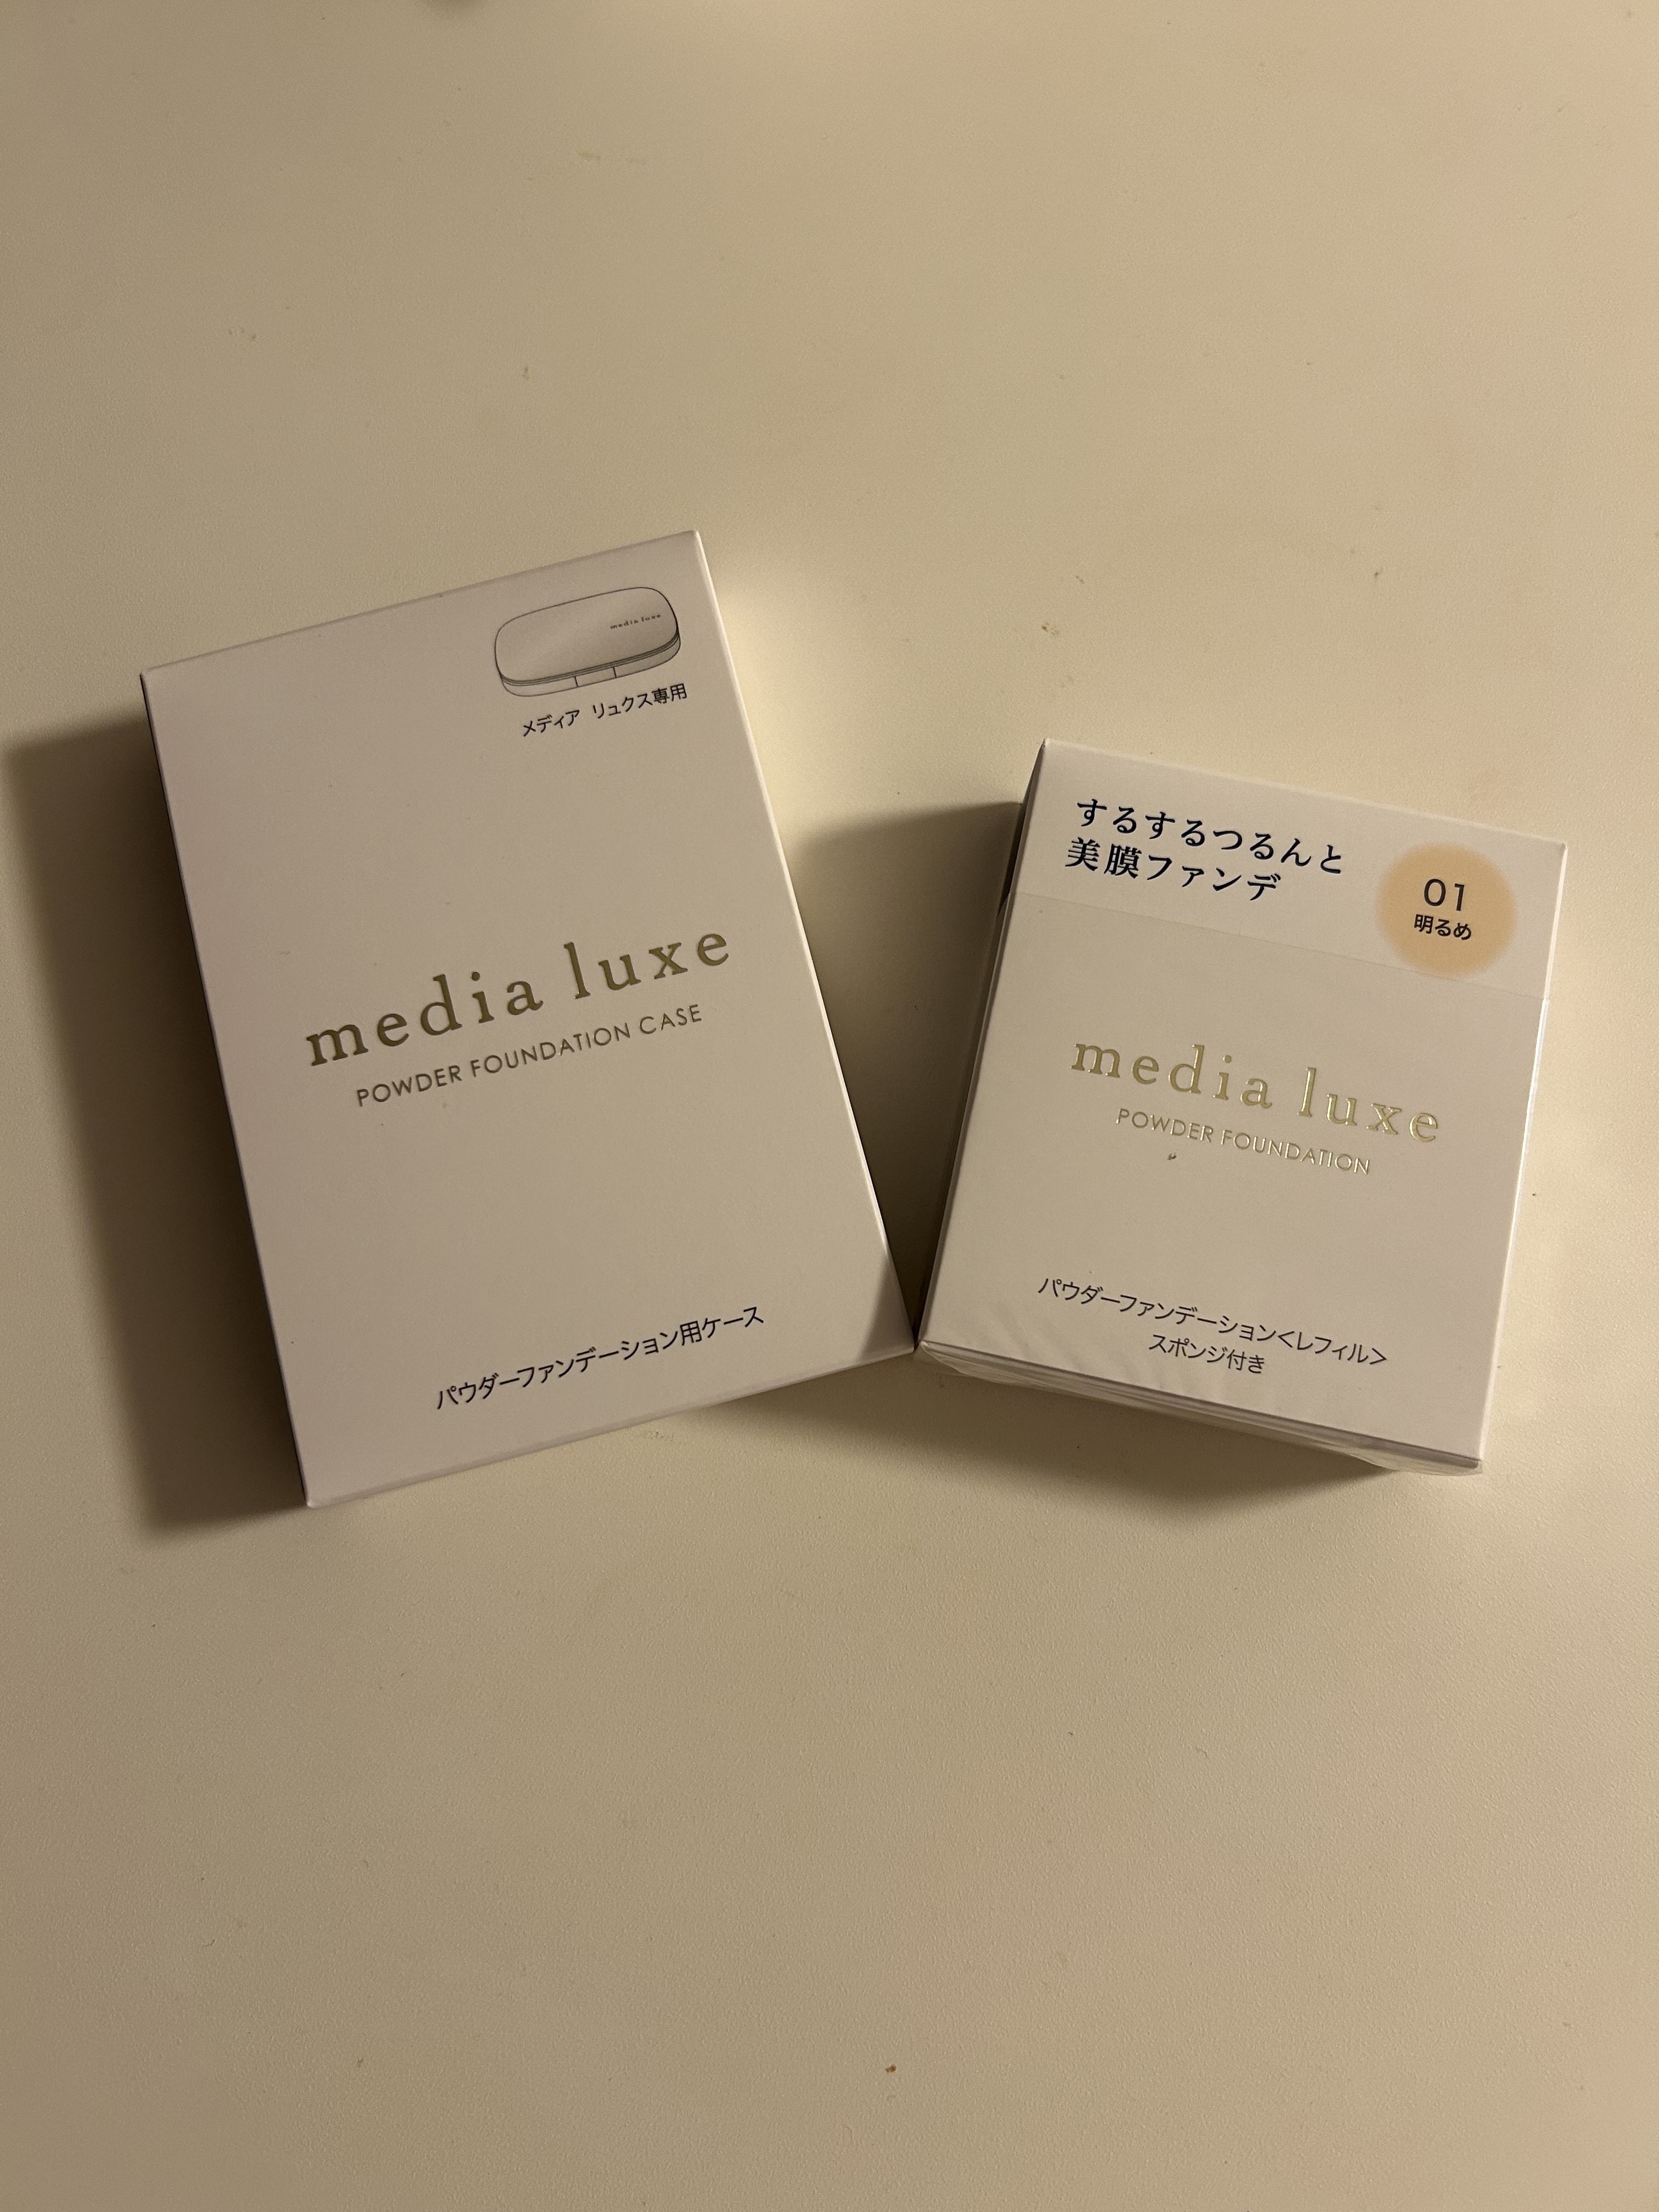 media luxe
メディア リュクス専用
media luxe
POWDER FOUNDATION CASE
パウダーファンデーション用ケース
するするつるんと
美膜ファンデ
01
明るめ
media luxe
POWDER FOUNDATION
パウダーファンデーション<レフィル>
スポンジ付き